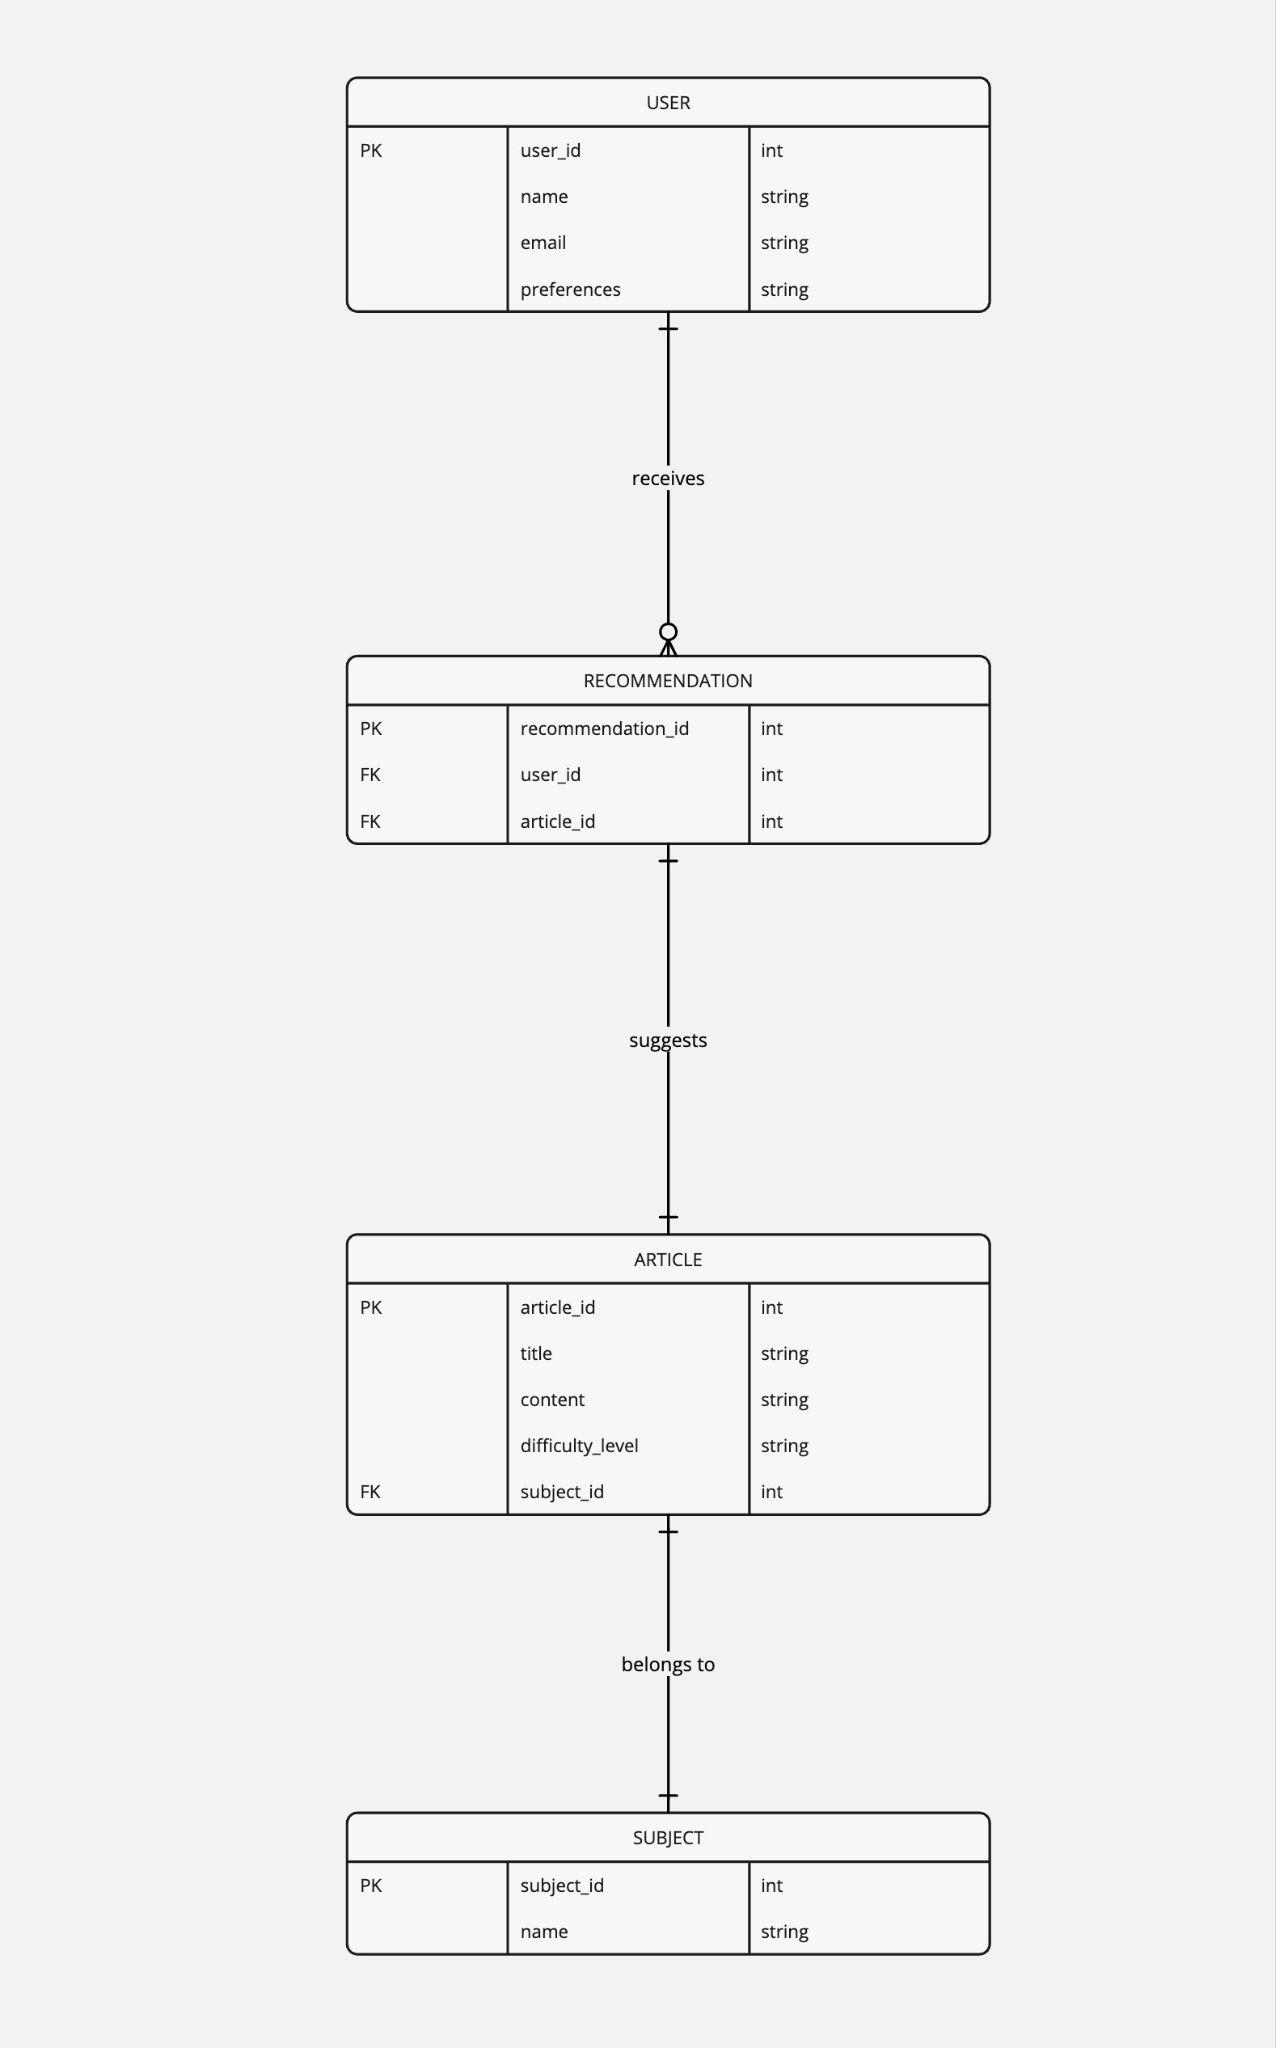 USER
PK user_id int
name string
email string
preferences string
receives
RECOMMENDATION
PK recommendation_id int
FK user_id int
FK article_id int
suggests
ARTICLE
PK article_id int
title string
content string
difficulty_level string
FK subject_id int
belongs to
SUBJECT
PK subject_id int
name string